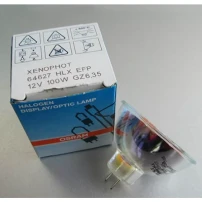 XENOPHOT
64627 HLX EFP
12V 100W GZ6,35
HALOGEN
DISPLAY/OPTIC LAMP
OSRAM